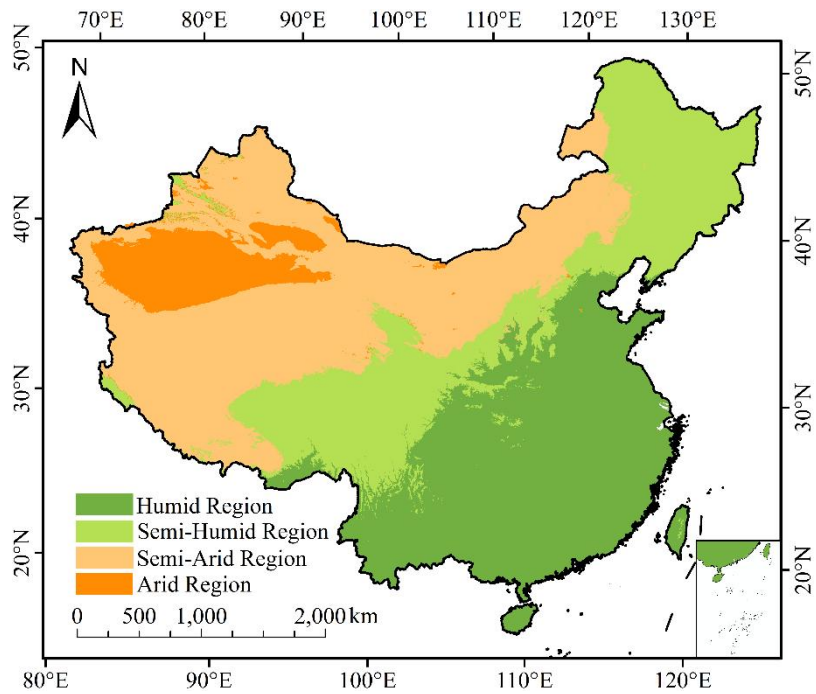 70°E 80°E 90°E 100°E 110°E 120°E 130°E
50°N
50°N
N
40°N
40°N
30°N
30°N
20°N
20°N
Humid Region
Semi-Humid Region
Semi-Arid Region
Arid Region
0 500 1,000 2,000 km
80°E 90°E 100°E 110°E 120°E